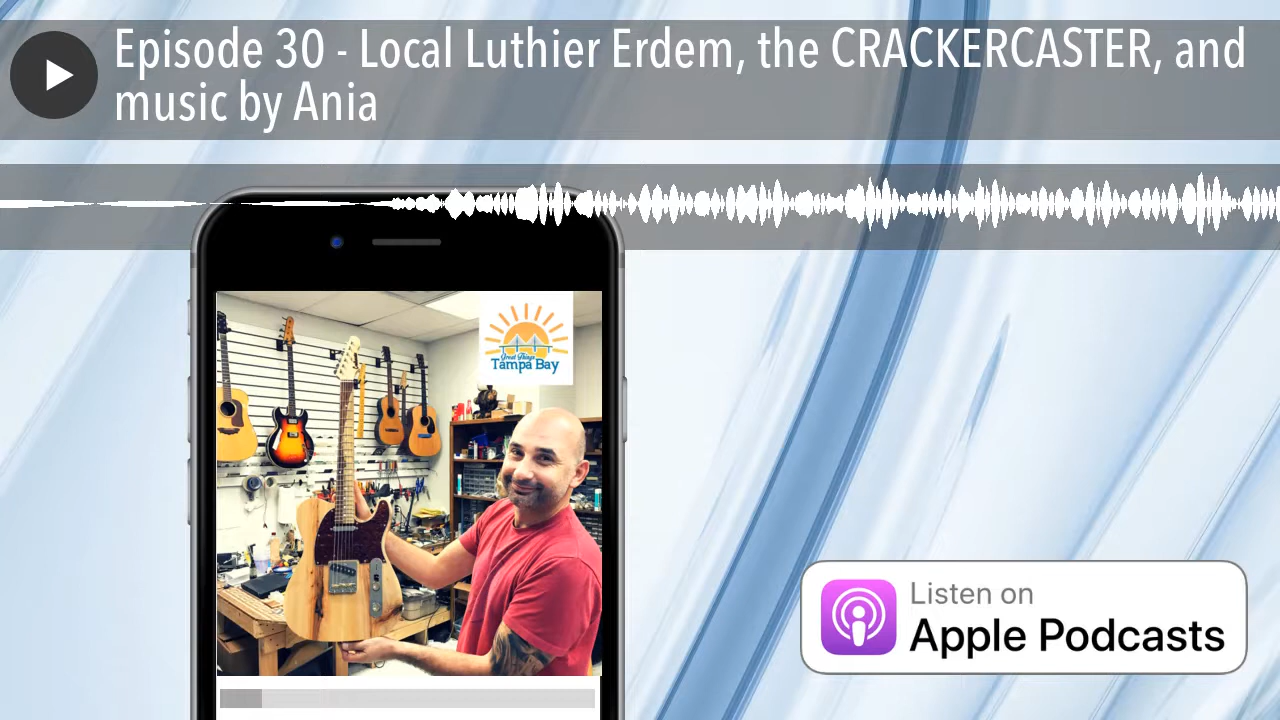 Episode 30 - Local Luthier Erdem, the CRACKERCASTER, and
music by Ania
Great Things
Tampa Bay
Listen on
Apple Podcasts